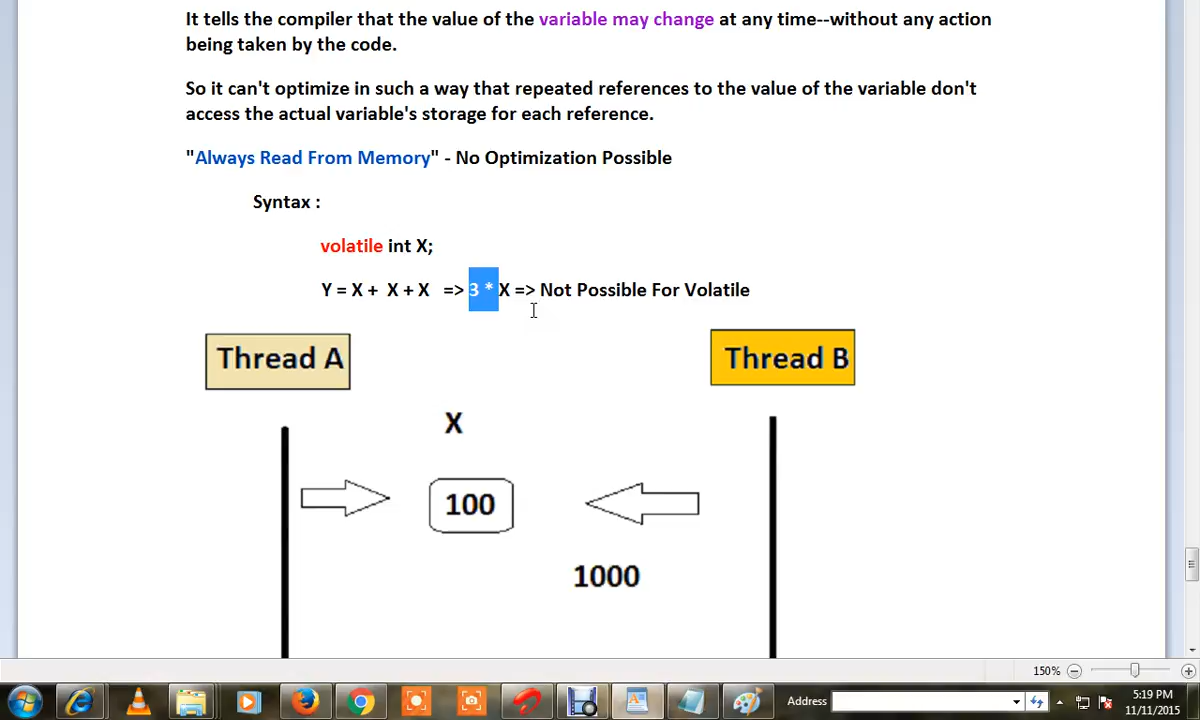 It tells the compiler that the value of the variable may change at any time--without any action
being taken by the code.
So it can't optimize in such a way that repeated references to the value of the variable don't
access the actual variable's storage for each reference.
"Always Read From Memory" - No Optimization Possible
Syntax :
volatile int X;
Y = X + X + X => 3 * X => Not Possible For Volatile
Thread A
Thread B
X
100
1000
150%
Address
5:19 PM
11/11/2015